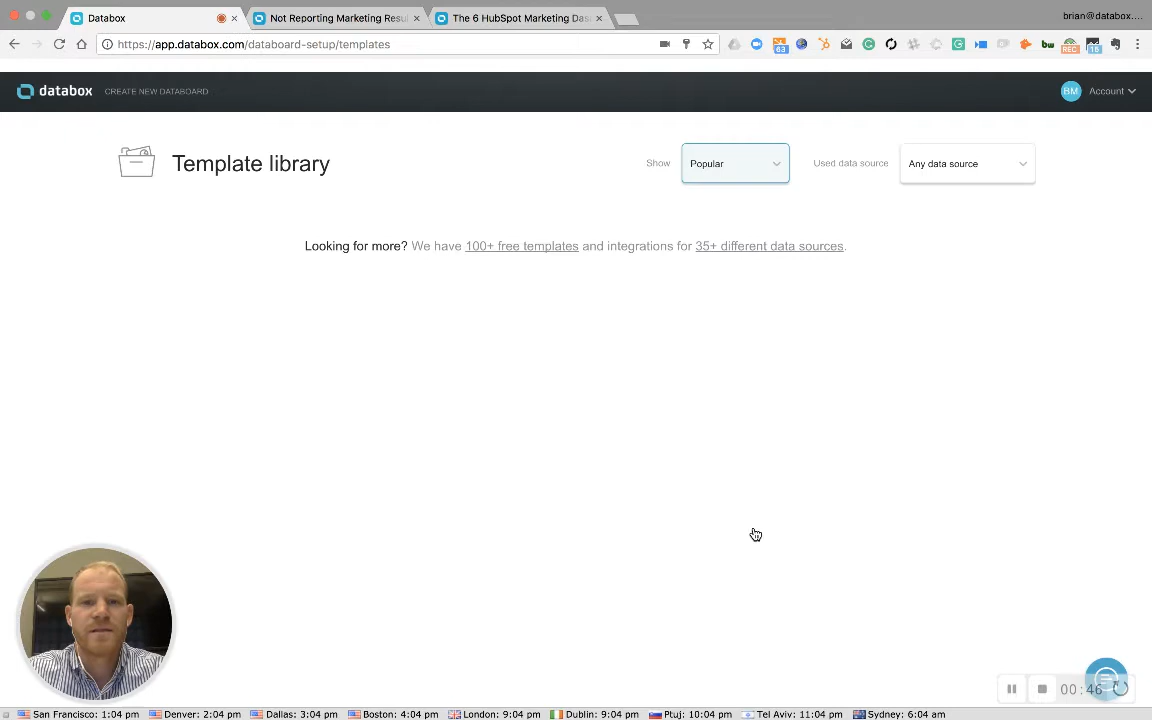 Databox
Not Reporting Marketing Resu
The 6 HubSpot Marketing Das
brian@databox....
https://app.databox.com/databoard-setup/templates
63
REC
16
databox
CREATE NEW DATABOARD
BM
Account
Template library
Show
Popular
Used data source
Any data source
Looking for more? We have 100+ free templates and integrations for 35+ different data sources.
00:46
San Francisco: 1:04 pm Denver: 2:04 pm Dallas: 3:04 pm Boston: 4:04 pm London: 9:04 pm Dublin: 9:04 pm Ptuj: 10:04 pm Tel Aviv: 11:04 pm Sydney: 6:04 am